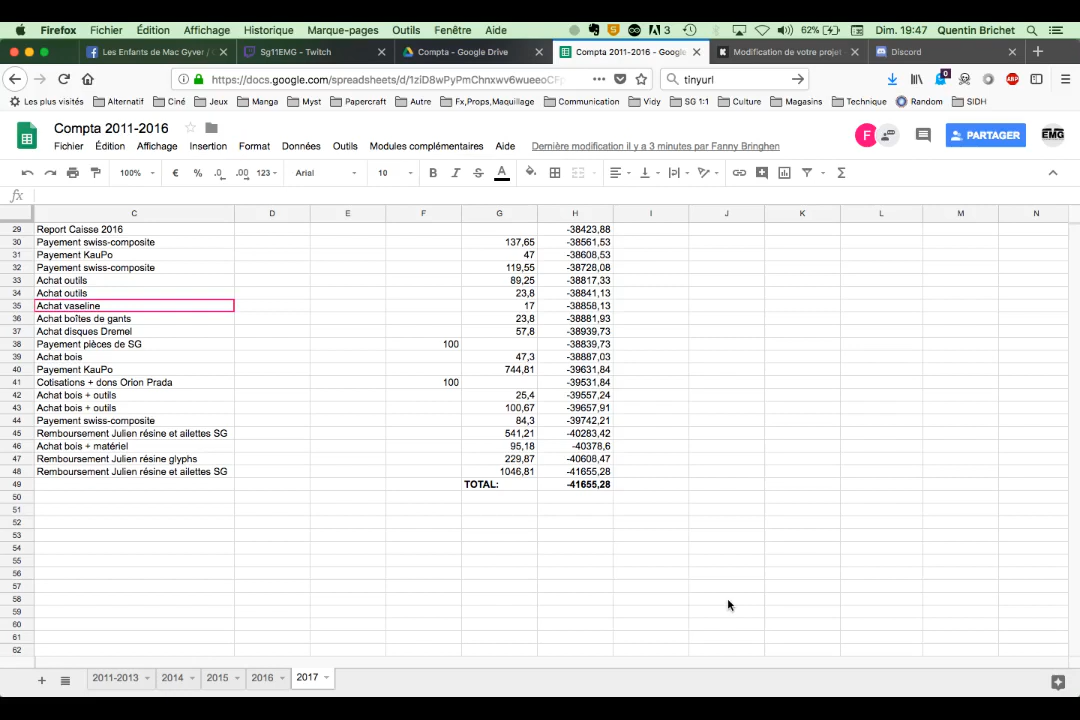 Firefox Fichier Édition Affichage Historique Marque-pages Outils Fenêtre Aide 3 62% Dim. 19:47 Quentin Brichet
Les Enfants de Mac Gyver / Sg11EMG - Twitch Compta - Google Drive Compta 2011-2016 - Google Modification de votre projet Discord
https://docs.google.com/spreadsheets/d/ tinyurl
Les plus visités Alternatif Ciné Jeux Manga Myst Papercraft Autre Fx,Props,Maquillage Communication Vidy SG 1:1 Culture Magasins Technique Random SIDH
Compta 2011-2016
Fichier Édition Affichage Insertion Format Données Outils Modules complémentaires Aide Dernière modification il y a 3 minutes par Fanny Bringhen
F PARTAGER EMG
100% € % .0 .00 123 Arial 10 B I S A Σ
fx
C D E F G H I J K L M N
29 Report Caisse 2016 -38423,88
30 Payement swiss-composite 137,65 -38561,53
31 Payement KauPo 47 -38608,53
32 Payement swiss-composite 119,55 -38728,08
33 Achat outils 89,25 -38817,33
34 Achat outils 23,8 -38841,13
35 Achat vaseline 17 -38858,13
36 Achat boîtes de gants 23,8 -38881,93
37 Achat disques Dremel 57,8 -38939,73
38 Payement pièces de SG 100 -38839,73
39 Achat bois 47,3 -38887,03
40 Payement KauPo 744,81 -39631,84
41 Cotisations + dons Orion Prada 100 -39531,84
42 Achat bois + outils 25,4 -39557,24
43 Achat bois + outils 100,67 -39657,91
44 Payement swiss-composite 84,3 -39742,21
45 Remboursement Julien résine et ailettes SG 541,21 -40283,42
46 Achat bois + matériel 95,18 -40378,6
47 Remboursement Julien résine glyphs 229,87 -40608,47
48 Remboursement Julien résine et ailettes SG 1046,81 -41655,28
49 TOTAL: -41655,28
50
51
52
53
54
55
56
57
58
59
60
61
62
2011-2013 2014 2015 2016 2017